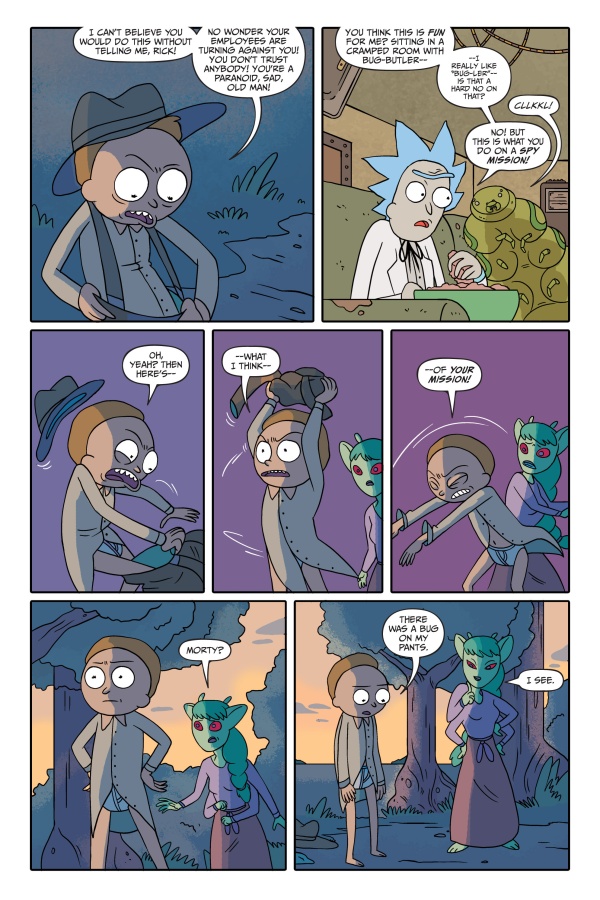 I CAN'T BELIEVE YOU
WOULD DO THIS WITHOUT
TELLING ME, RICK!
NO WONDER YOUR
EMPLOYEES ARE
TURNING AGAINST YOU!
YOU DON'T TRUST
ANYBODY! YOU'RE A
PARANOID, SAD,
OLD MAN!
YOU THINK THIS IS FUN
FOR ME? SITTING IN A
CRAMPED ROOM WITH
BUG-BUTLER--
--I
REALLY LIKE
"BUG-LER"--
IS THAT A
HARD NO ON
THAT?
CLLKKL!
NO! BUT
THIS IS WHAT YOU
DO ON A SPY
MISSION!
OH,
YEAH? THEN
HERE'S--
--WHAT
I THINK--
--OF YOUR
MISSION!
MORTY?
THERE
WAS A BUG
ON MY
PANTS.
I SEE.